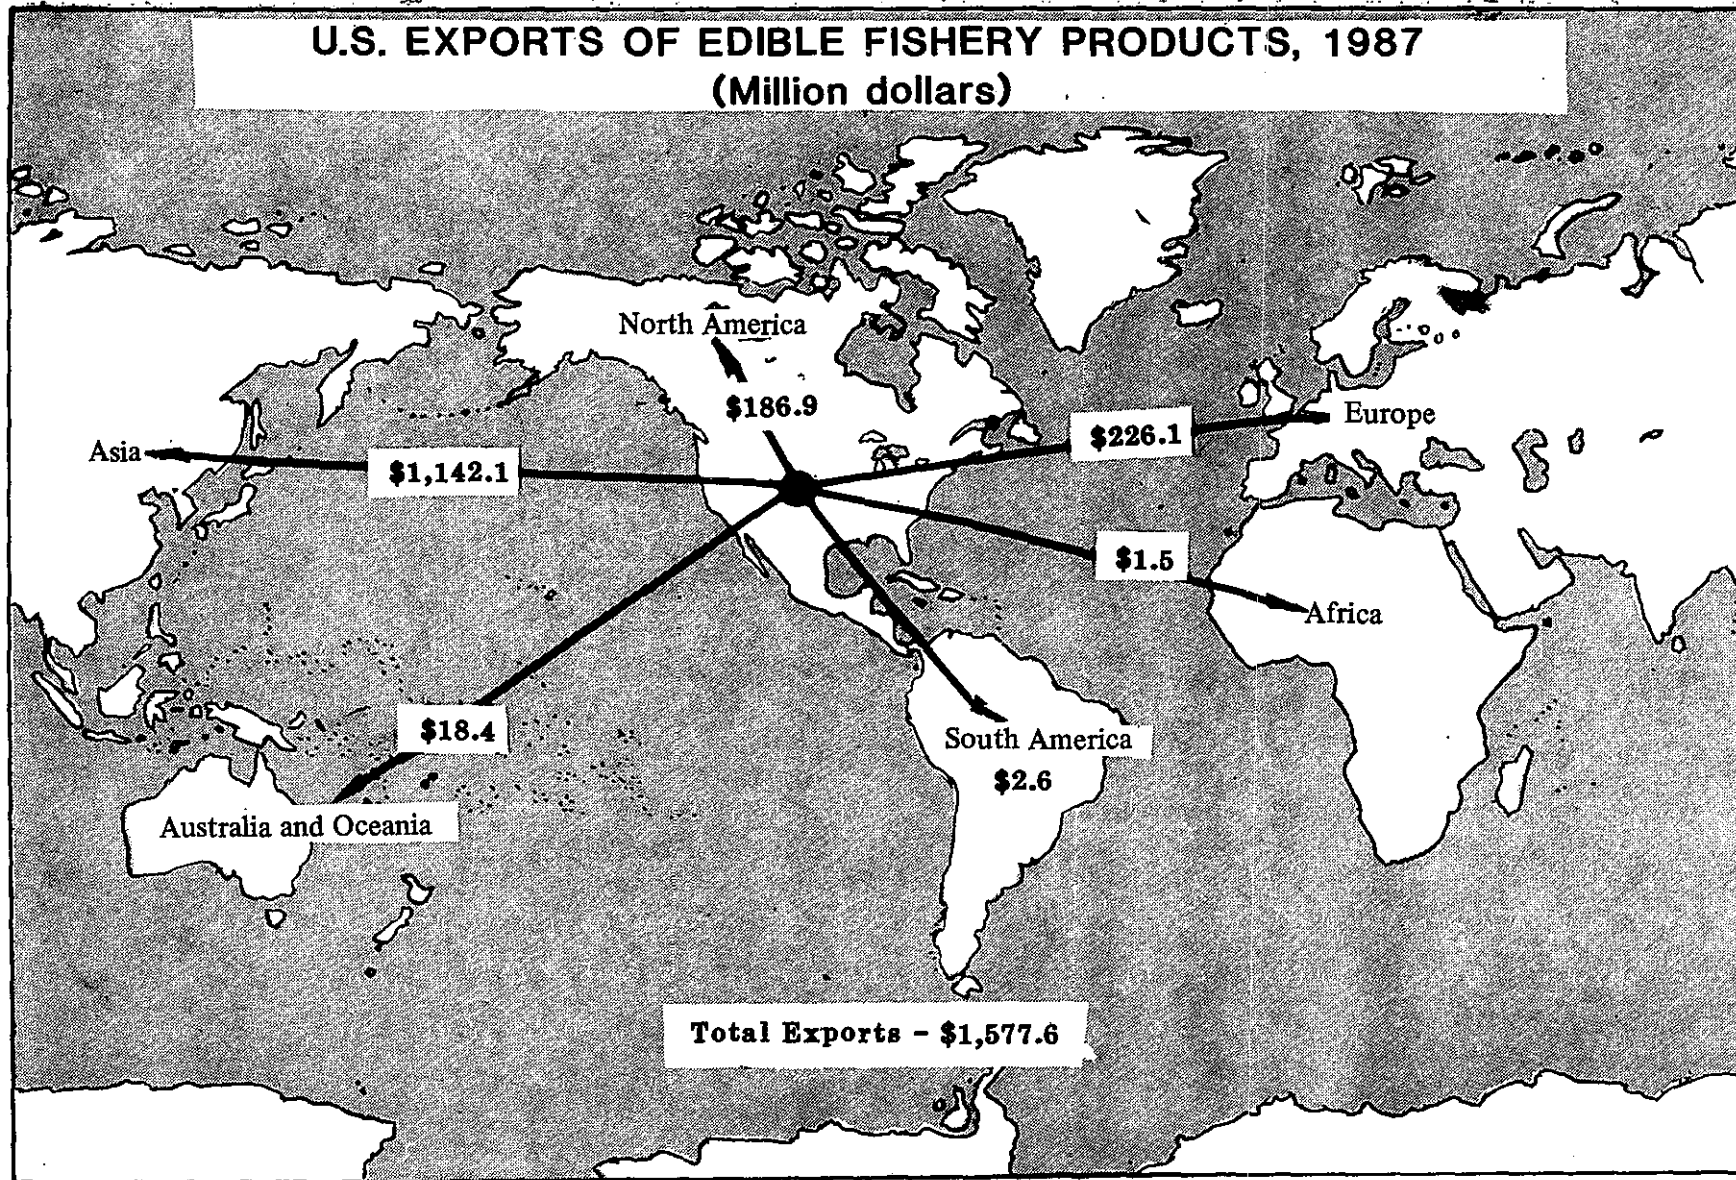 U.S. EXPORTS OF EDIBLE FISHERY PRODUCTS, 1987
(Million dollars)
North America
$186.9
Asia
$1,142.1
$226.1
Europe
$1.5
Africa
$18.4
South America
$2.6
Australia and Oceania
Total Exports - $1,577.6